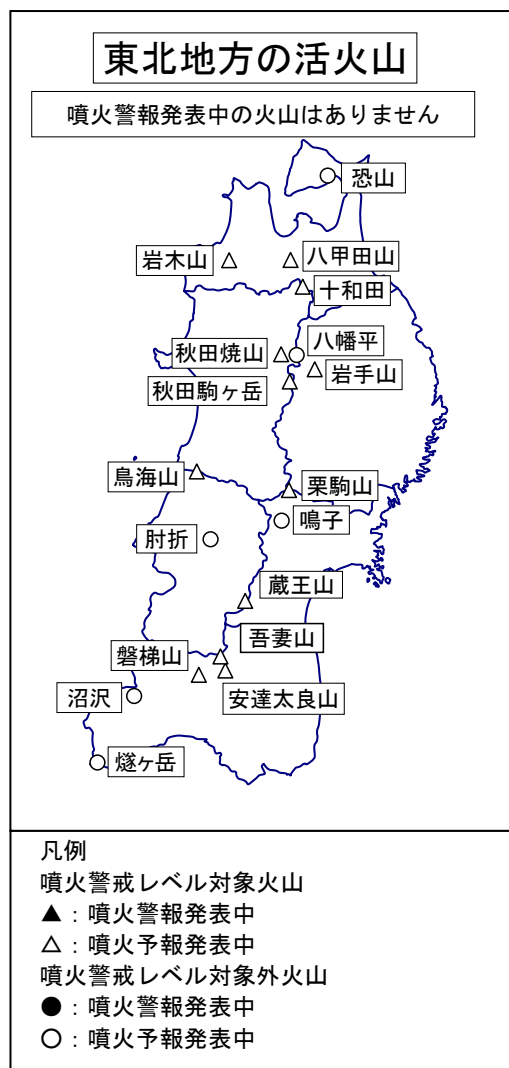 東北地方の活火山
噴火警報発表中の火山はありません
恐山
岩木山
八甲田山
十和田
八幡平
秋田焼山
岩手山
秋田駒ヶ岳
鳥海山
栗駒山
鳴子
肘折
蔵王山
吾妻山
磐梯山
沼沢
安達太良山
燧ヶ岳
凡例
噴火警戒レベル対象火山
▲：噴火警報発表中
△：噴火予報発表中
噴火警戒レベル対象外火山
●：噴火警報発表中
○：噴火予報発表中